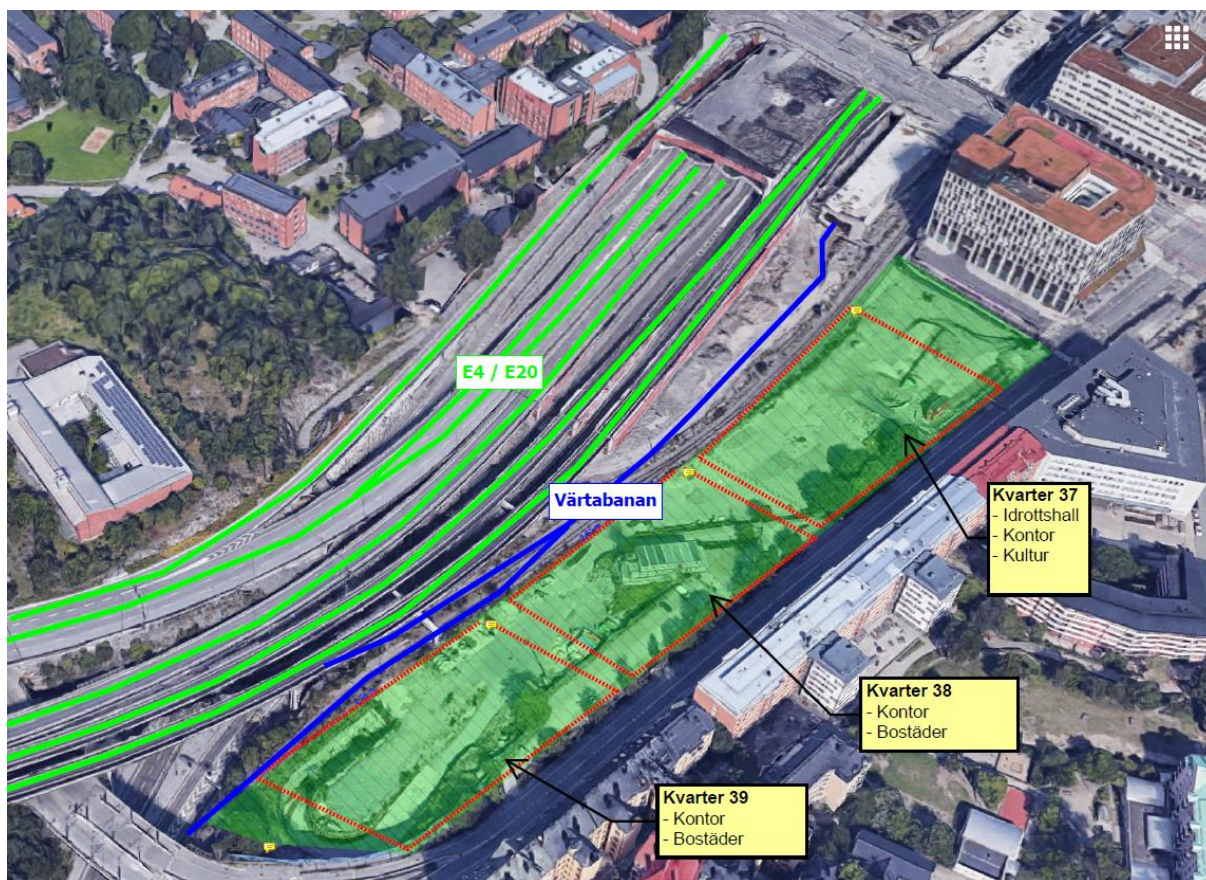 E4 / E20
Värtabanan
Kvarter 37
- Idrottshall
- Kontor
- Kultur
Kvarter 38
- Kontor
- Bostäder
Kvarter 39
- Kontor
- Bostäder